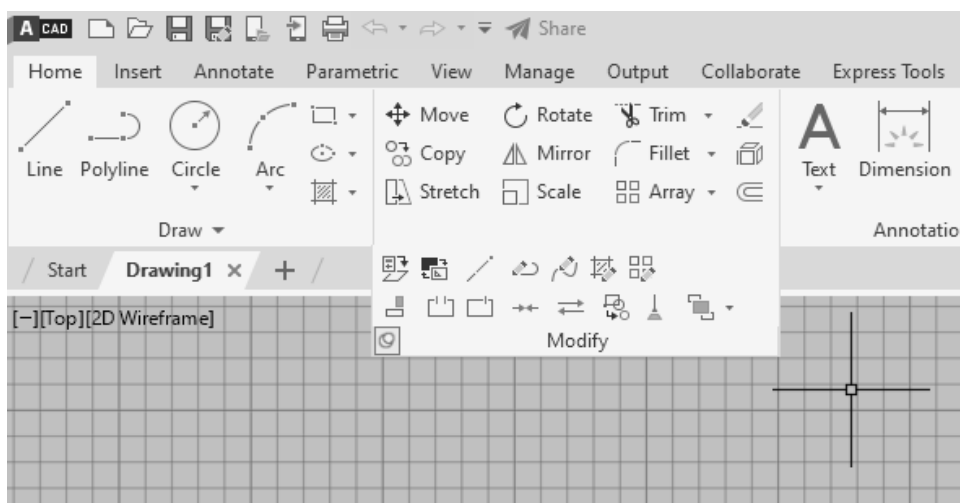 A CAD Share
Home Insert Annotate Parametric View Manage Output Collaborate Express Tools
Move Rotate Trim
Copy Mirror Fillet
Line Polyline Circle Arc Stretch Scale Array Text Dimension
Draw Annotatio
Start Drawing1
Modify
[−][Top][2D Wireframe]